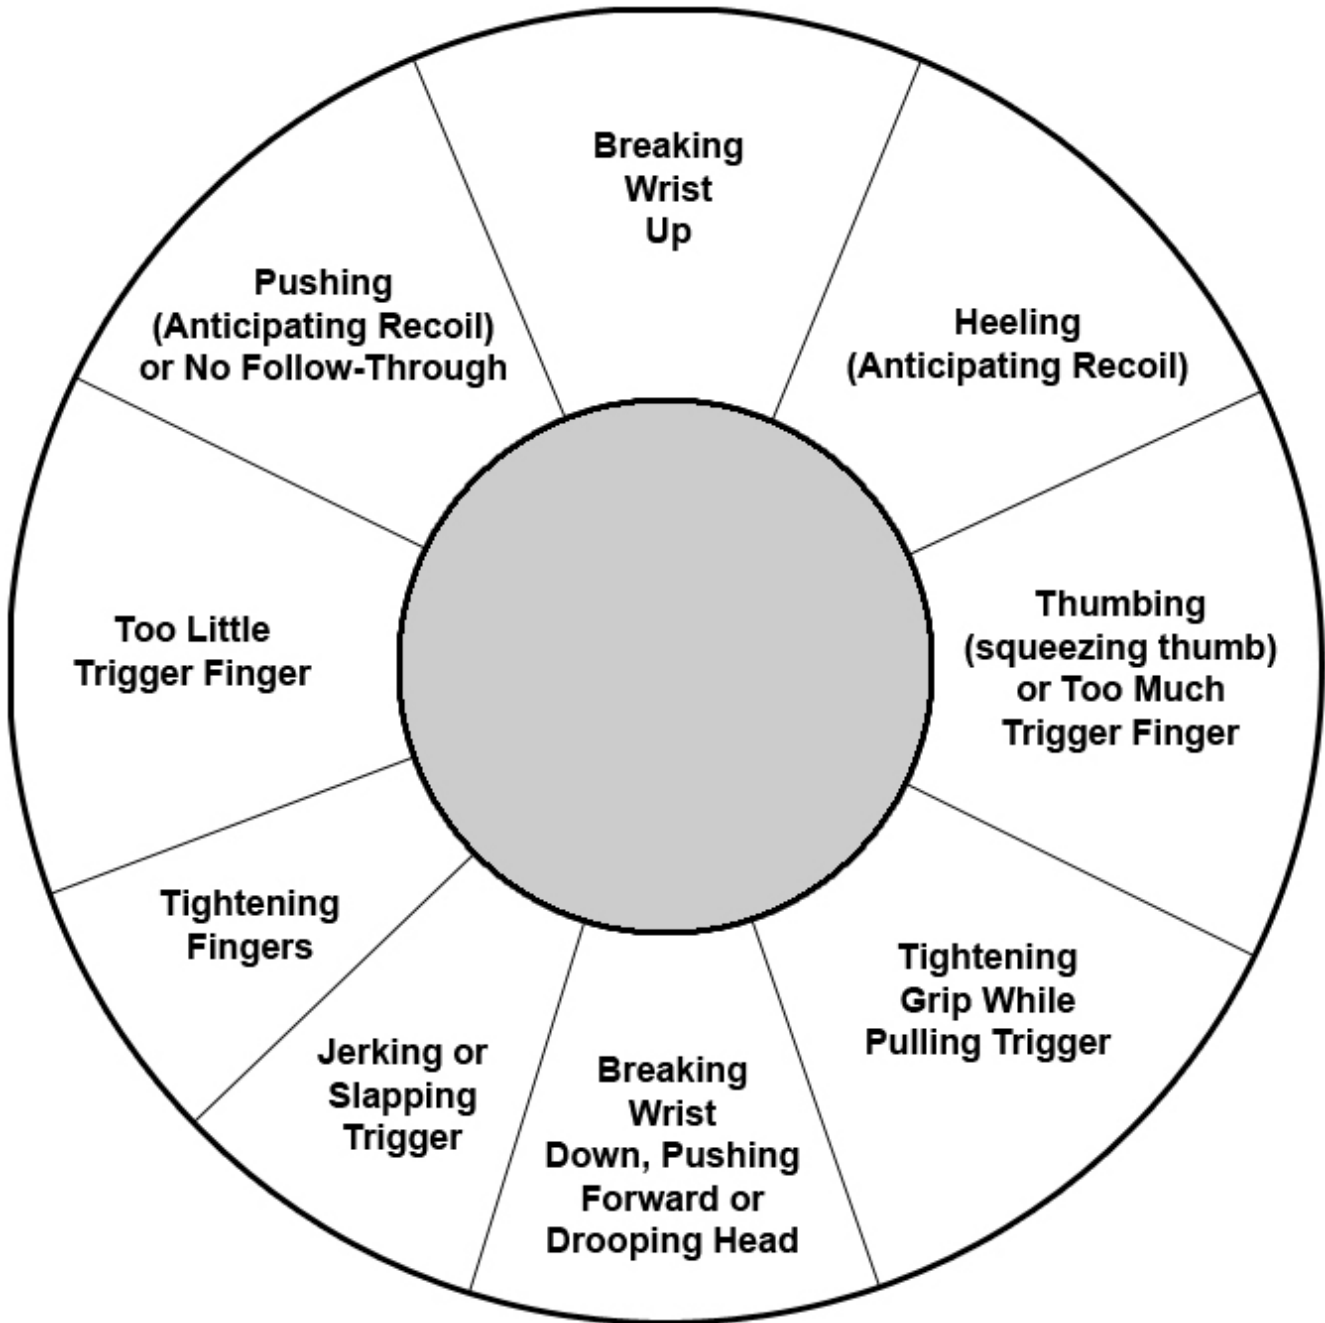 Breaking
Wrist
Up
Heeling
(Anticipating Recoil)
Thumbing
(squeezing thumb)
or Too Much
Trigger Finger
Tightening
Grip While
Pulling Trigger
Breaking
Wrist
Down, Pushing
Forward or
Drooping Head
Jerking or
Slapping
Trigger
Tightening
Fingers
Too Little
Trigger Finger
Pushing
(Anticipating Recoil)
or No Follow-Through